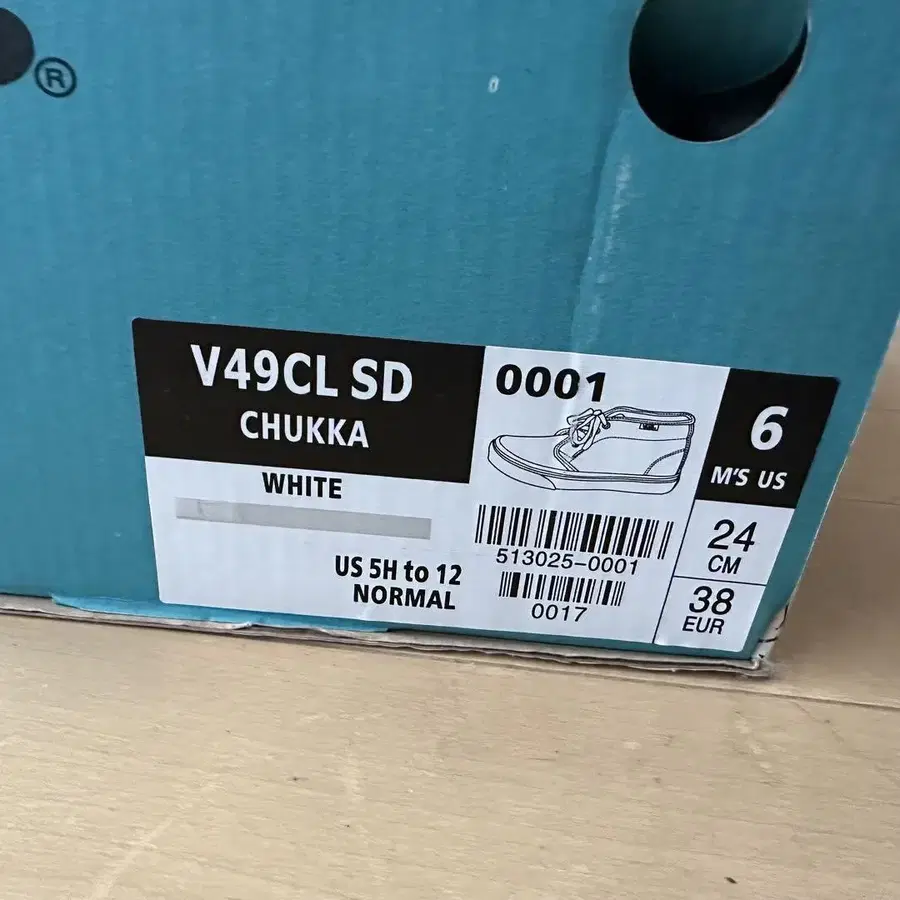 ®
V49CL SD
CHUKKA
WHITE
US 5H to 12
NORMAL
0001
513025-0001
0017
6
M'S US
24
CM
38
EUR